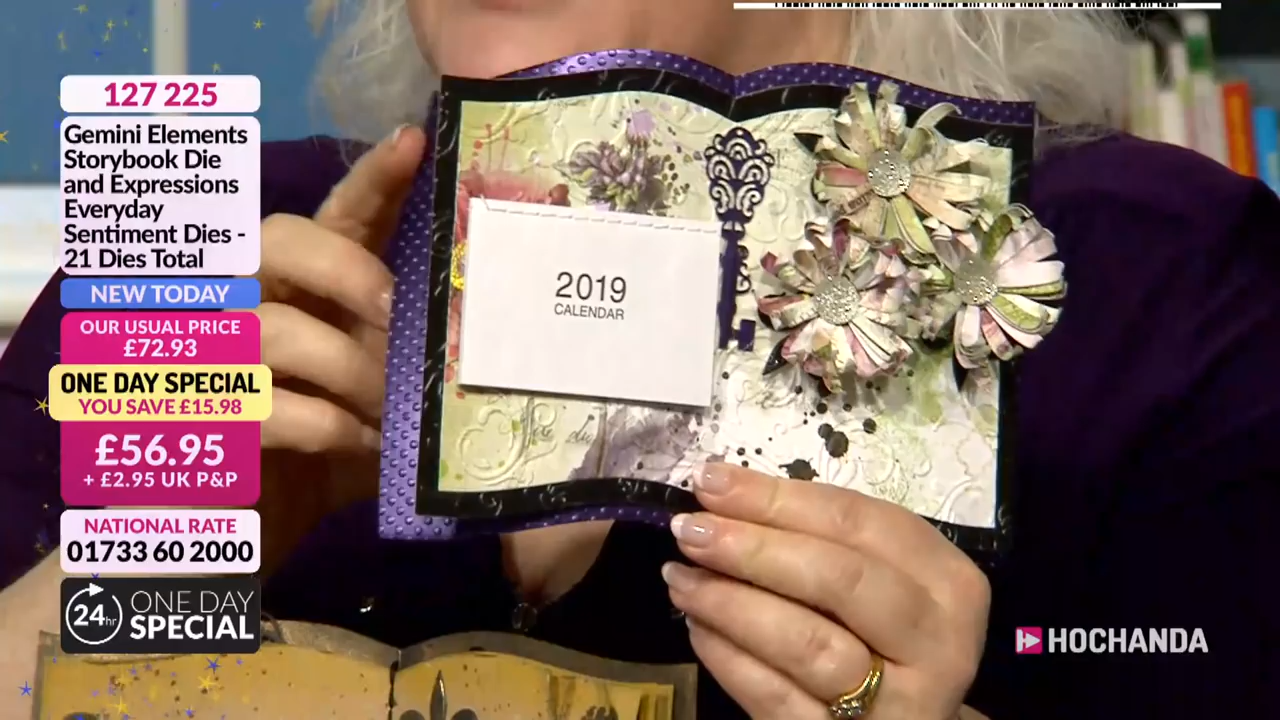 127 225
Gemini Elements
Storybook Die
and Expressions
Everyday
Sentiment Dies -
21 Dies Total
NEW TODAY
OUR USUAL PRICE
£72.93
ONE DAY SPECIAL
YOU SAVE £15.98
£56.95
+ £2.95 UK P&P
NATIONAL RATE
01733 60 2000
24hr
ONE DAY
SPECIAL
2019
CALENDAR
HOCHANDA